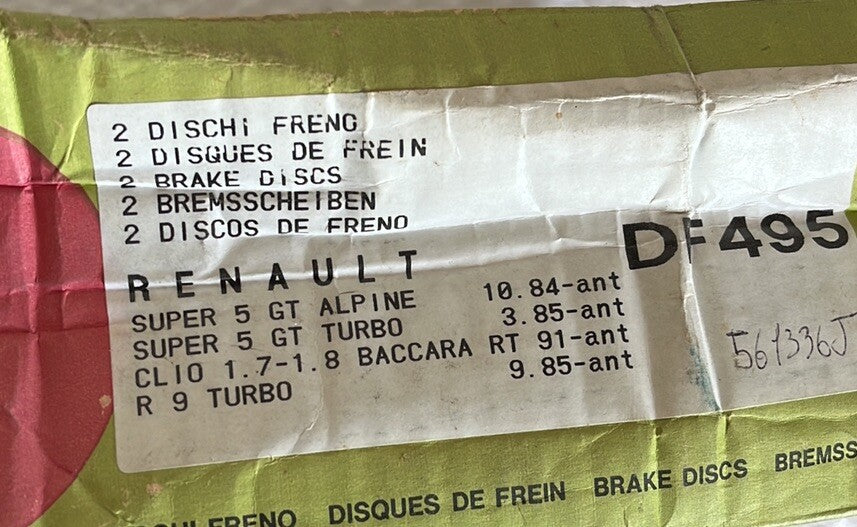 2 DISCHI FRENO
2 DISQUES DE FREIN
2 BRAKE DISCS
2 BREMSSCHEIBEN
2 DISCOS DE FRENO
DF495
RENAULT
SUPER 5 GT ALPINE 10.84-ant
SUPER 5 GT TURBO 3.85-ant
CLIO 1.7-1.8 BACCARA RT 91-ant
R 9 TURBO 9.85-ant
561336J
FRENO DISQUES DE FREIN BRAKE DISCS BREMSS